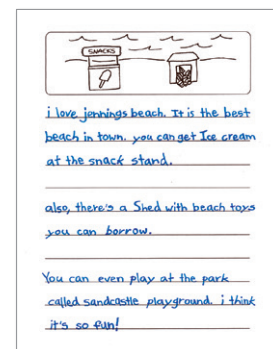 SNACKS
i love jennings beach. It is the best
beach in town. you can get Ice cream
at the snack stand.
also, there's a Shed with beach toys
you can borrow.
You can even play at the park
called sandcastle playground. i think
it's so fun!